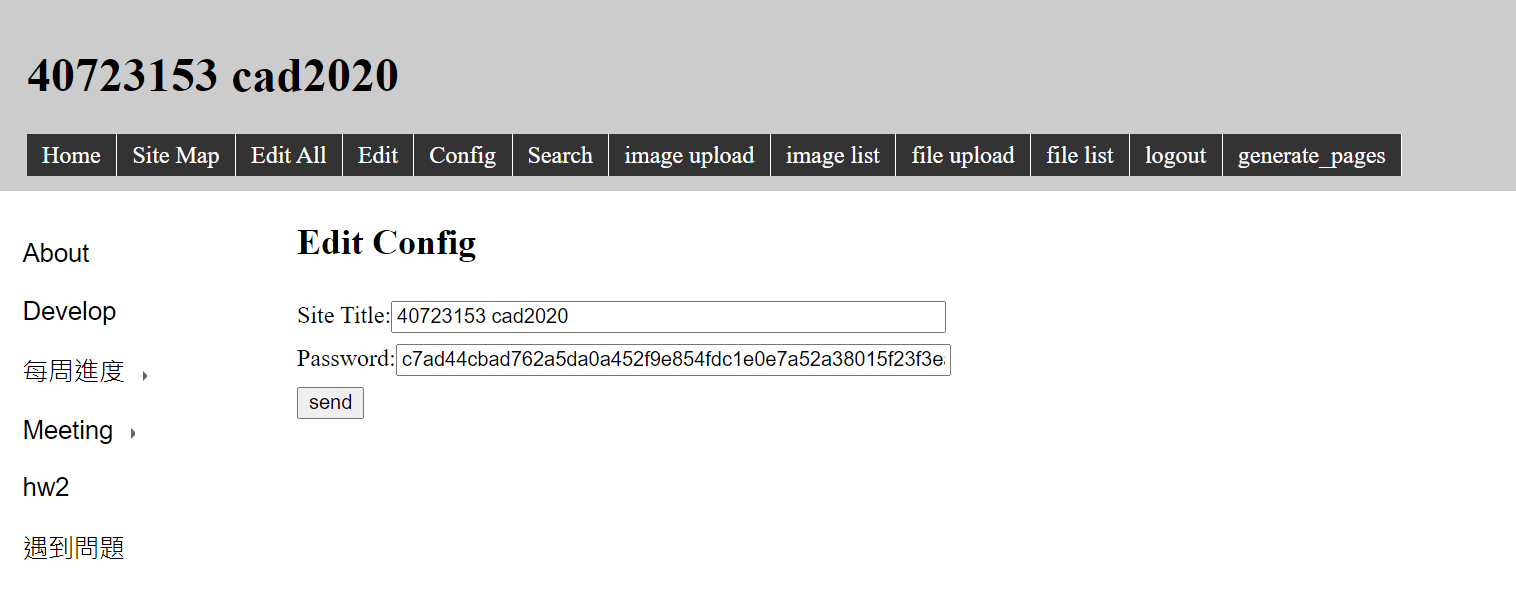 40723153 cad2020
Home Site Map Edit All Edit Config Search image upload image list file upload file list logout generate_pages
About
Develop
每周進度
Meeting
hw2
遇到問題
Edit Config
Site Title: 40723153 cad2020
Password: c7ad44cbad762a5da0a452f9e854fdc1e0e7a52a38015f23f3ea
send